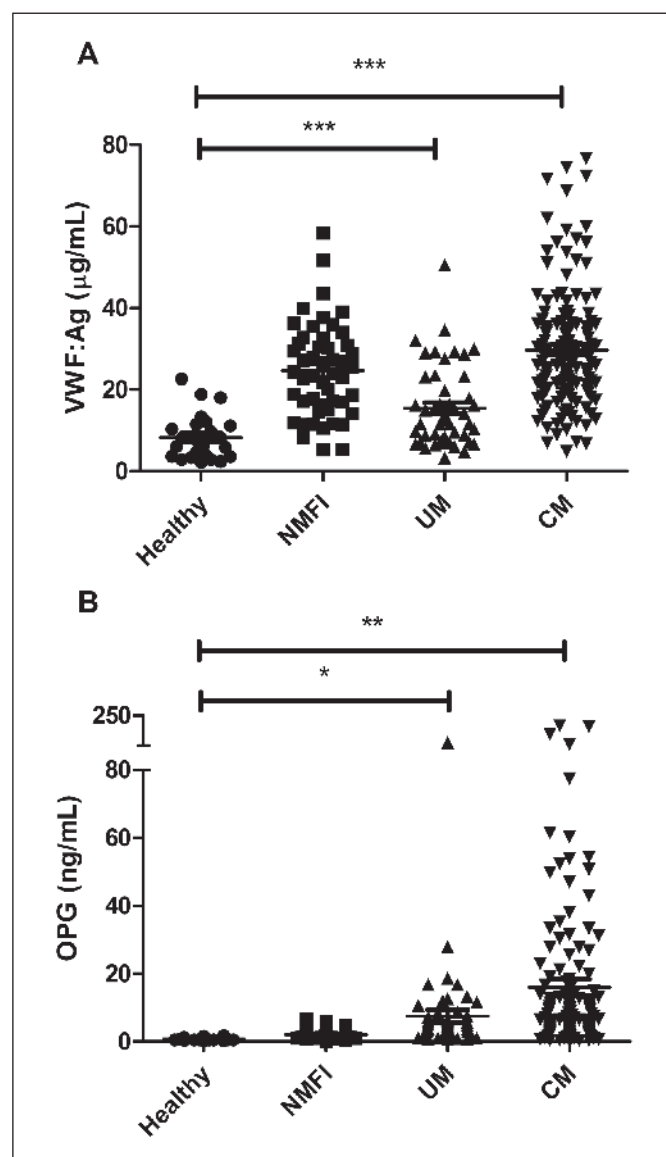 A
***
***
80
60
40
20
0
VWF:Ag (µg/mL)
Healthy
NMFI
UM
CM
B
**
*
250
80
60
40
20
0
OPG (ng/mL)
Healthy
NMFI
UM
CM